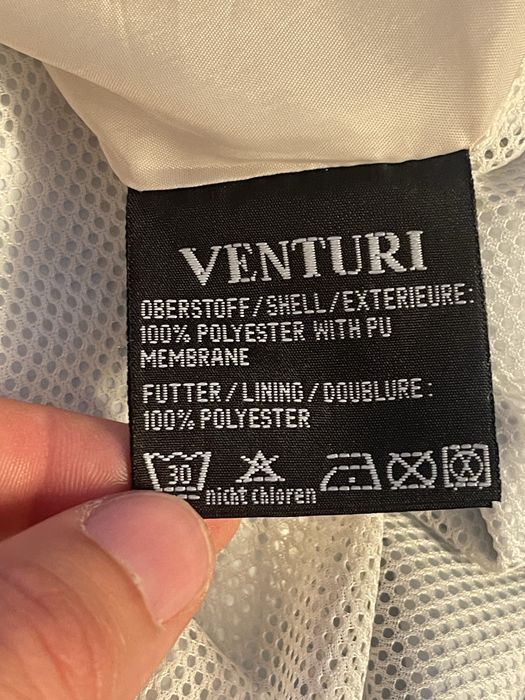 VENTURI
OBERSTOFF/SHELL/EXTERIEURE:
100% POLYESTER WITH PU
MEMBRANE
FUTTER/LINING/DOUBLURE:
100% POLYESTER
30
nicht chloren